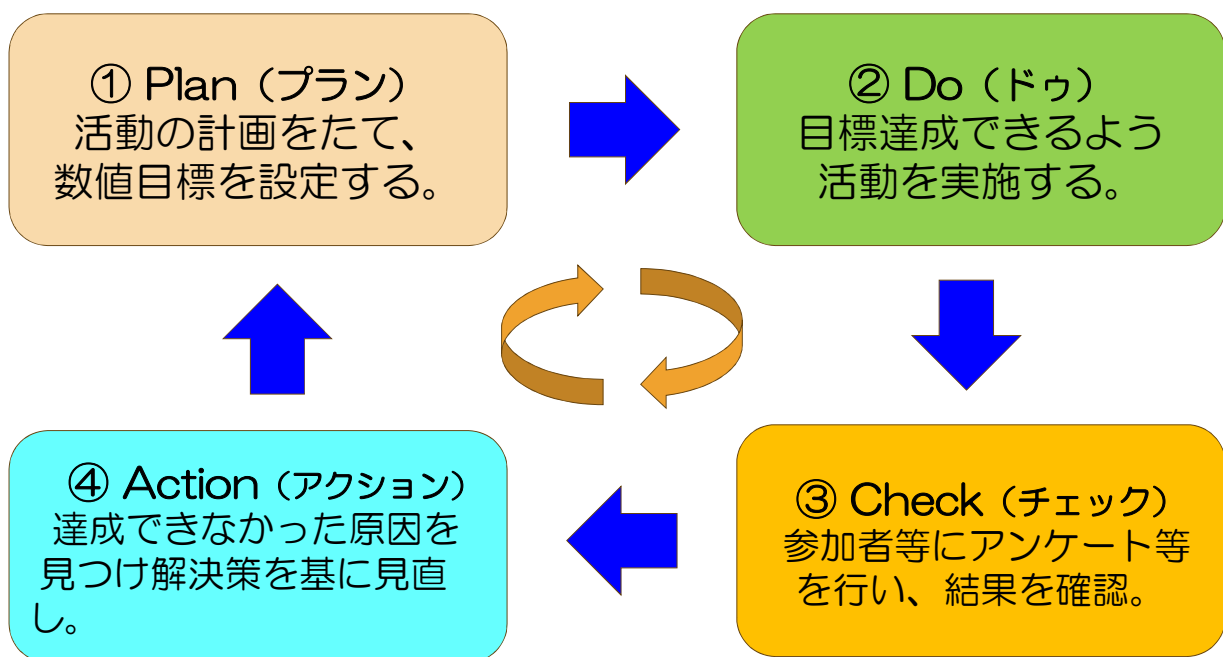 ① Plan（プラン）
活動の計画をたて、
数値目標を設定する。
② Do（ドゥ）
目標達成できるよう
活動を実施する。
③ Check（チェック）
参加者等にアンケート等
を行い、結果を確認。
④ Action（アクション）
達成できなかった原因を
見つけ解決策を基に見直
し。